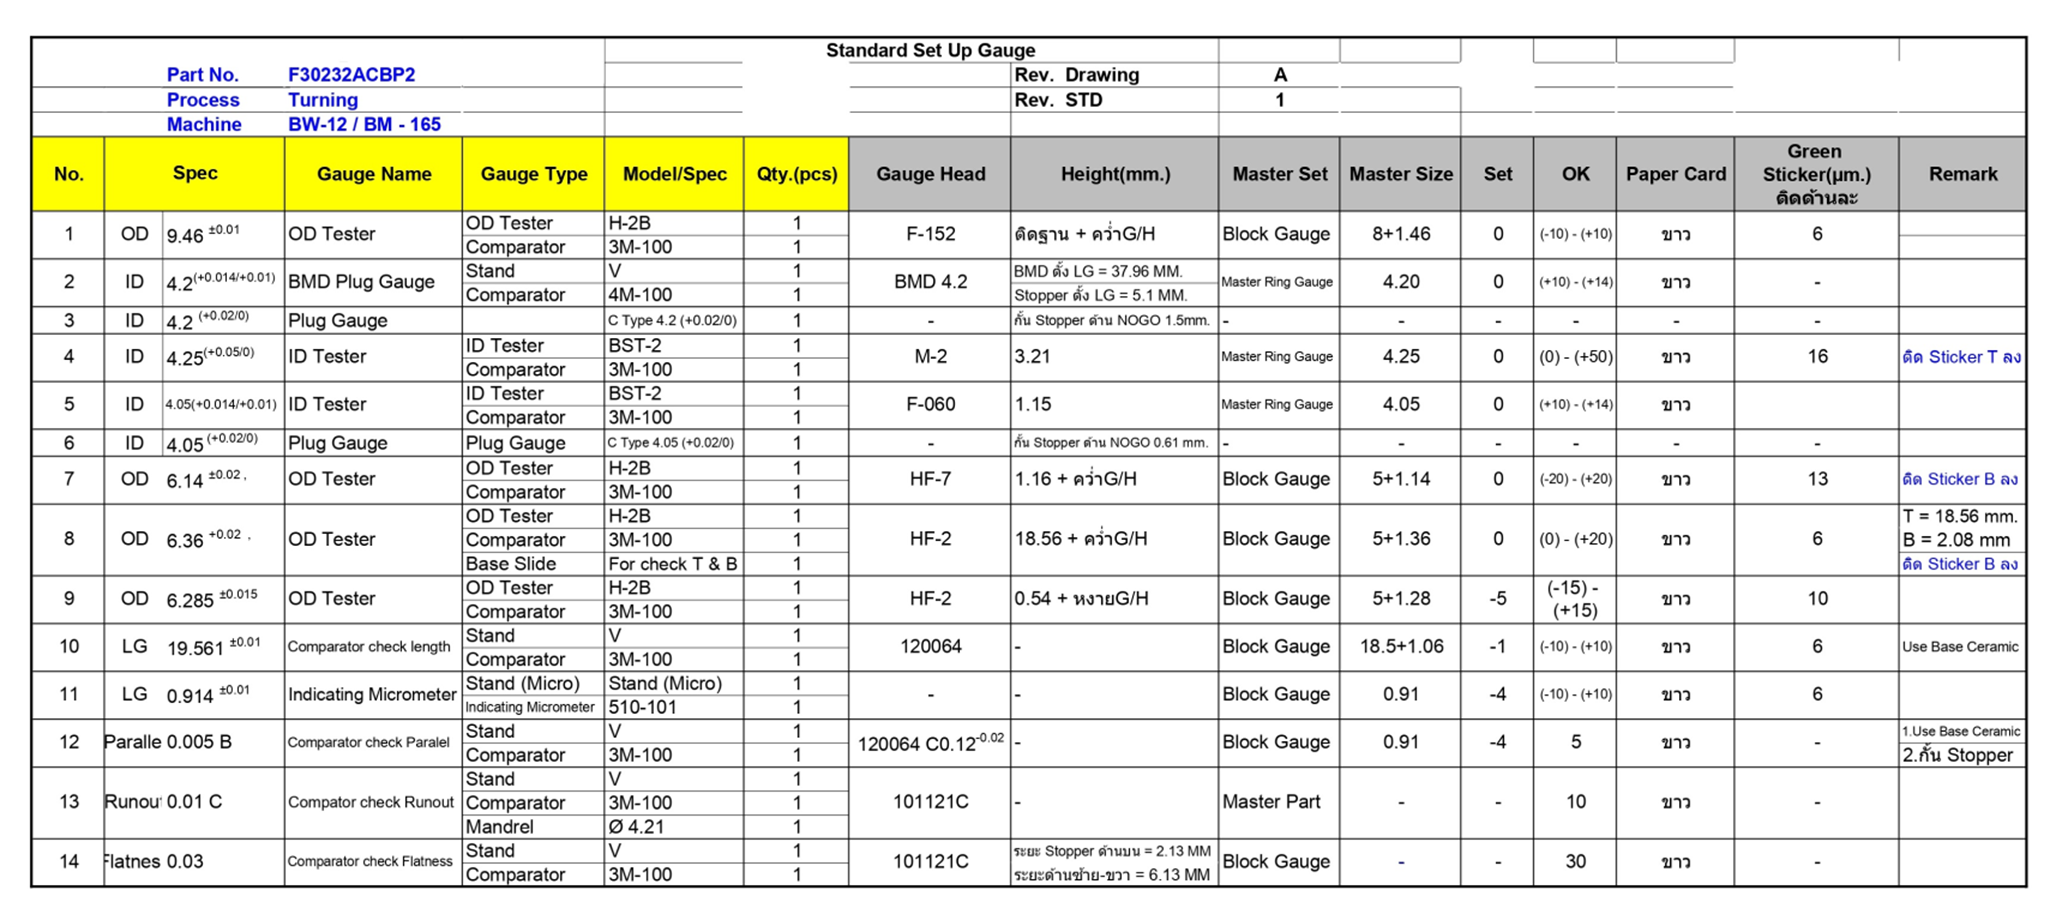 Standard Set Up Gauge
Part No. F30232ACBP2 Rev. Drawing A
Process Turning Rev. STD 1
Machine BW-12 / BM - 165
No. Spec Gauge Name Gauge Type Model/Spec Qty.(pcs) Gauge Head Height(mm.) Master Set Master Size Set OK Paper Card Green Sticker(µm.) ติดด้านละ Remark
1 OD 9.46 ±0.01 OD Tester OD Tester H-2B 1 F-152 ติดฐาน + คว่ำG/H Block Gauge 8+1.46 0 (-10) - (+10) ขาว 6
Comparator 3M-100 1
2 ID 4.2(+0.014/+0.01) BMD Plug Gauge Stand V 1 BMD 4.2 BMD ตั้ง LG = 37.96 MM. Master Ring Gauge 4.20 0 (+10) - (+14) ขาว -
Comparator 4M-100 1 Stopper ตั้ง LG = 5.1 MM.
3 ID 4.2 (+0.02/0) Plug Gauge C Type 4.2 (+0.02/0) 1 - กั้น Stopper ด้าน NOGO 1.5mm. - - - - - -
4 ID 4.25(+0.05/0) ID Tester ID Tester BST-2 1 M-2 3.21 Master Ring Gauge 4.25 0 (0) - (+50) ขาว 16 ติด Sticker T ลง
Comparator 3M-100 1
5 ID 4.05(+0.014/+0.01) ID Tester ID Tester BST-2 1 F-060 1.15 Master Ring Gauge 4.05 0 (+10) - (+14) ขาว
Comparator 3M-100 1
6 ID 4.05 (+0.02/0) Plug Gauge Plug Gauge C Type 4.05 (+0.02/0) 1 - กั้น Stopper ด้าน NOGO 0.61 mm. - - - - - -
7 OD 6.14 ±0.02 , OD Tester OD Tester H-2B 1 HF-7 1.16 + คว่ำG/H Block Gauge 5+1.14 0 (-20) - (+20) ขาว 13 ติด Sticker B ลง
Comparator 3M-100 1
8 OD 6.36 +0.02 , OD Tester OD Tester H-2B 1 HF-2 18.56 + คว่ำG/H Block Gauge 5+1.36 0 (0) - (+20) ขาว 6 T = 18.56 mm.
Comparator 3M-100 1 B = 2.08 mm
Base Slide For check T & B 1 ติด Sticker B ลง
9 OD 6.285 ±0.015 OD Tester OD Tester H-2B 1 HF-2 0.54 + หงายG/H Block Gauge 5+1.28 -5 (-15) - (+15) ขาว 10
Comparator 3M-100 1
10 LG 19.561 ±0.01 Comparator check length Stand V 1 120064 - Block Gauge 18.5+1.06 -1 (-10) - (+10) ขาว 6 Use Base Ceramic
Comparator 3M-100 1
11 LG 0.914 ±0.01 Indicating Micrometer Stand (Micro) Stand (Micro) 1 - - Block Gauge 0.91 -4 (-10) - (+10) ขาว 6
Indicating Micrometer 510-101 1
12 Paralle 0.005 B Comparator check Paralel Stand V 1 120064 C0.12-0.02 - Block Gauge 0.91 -4 5 ขาว - 1.Use Base Ceramic
Comparator 3M-100 1 2.กั้น Stopper
13 Runou 0.01 C Compator check Runout Stand V 1 101121C - Master Part - - 10 ขาว -
Comparator 3M-100 1
Mandrel Ø 4.21 1
14 Flatnes 0.03 Comparator check Flatness Stand V 1 101121C ระยะ Stopper ด้านบน = 2.13 MM Block Gauge - - 30 ขาว -
Comparator 3M-100 1 ระยะด้านซ้าย-ขวา = 6.13 MM